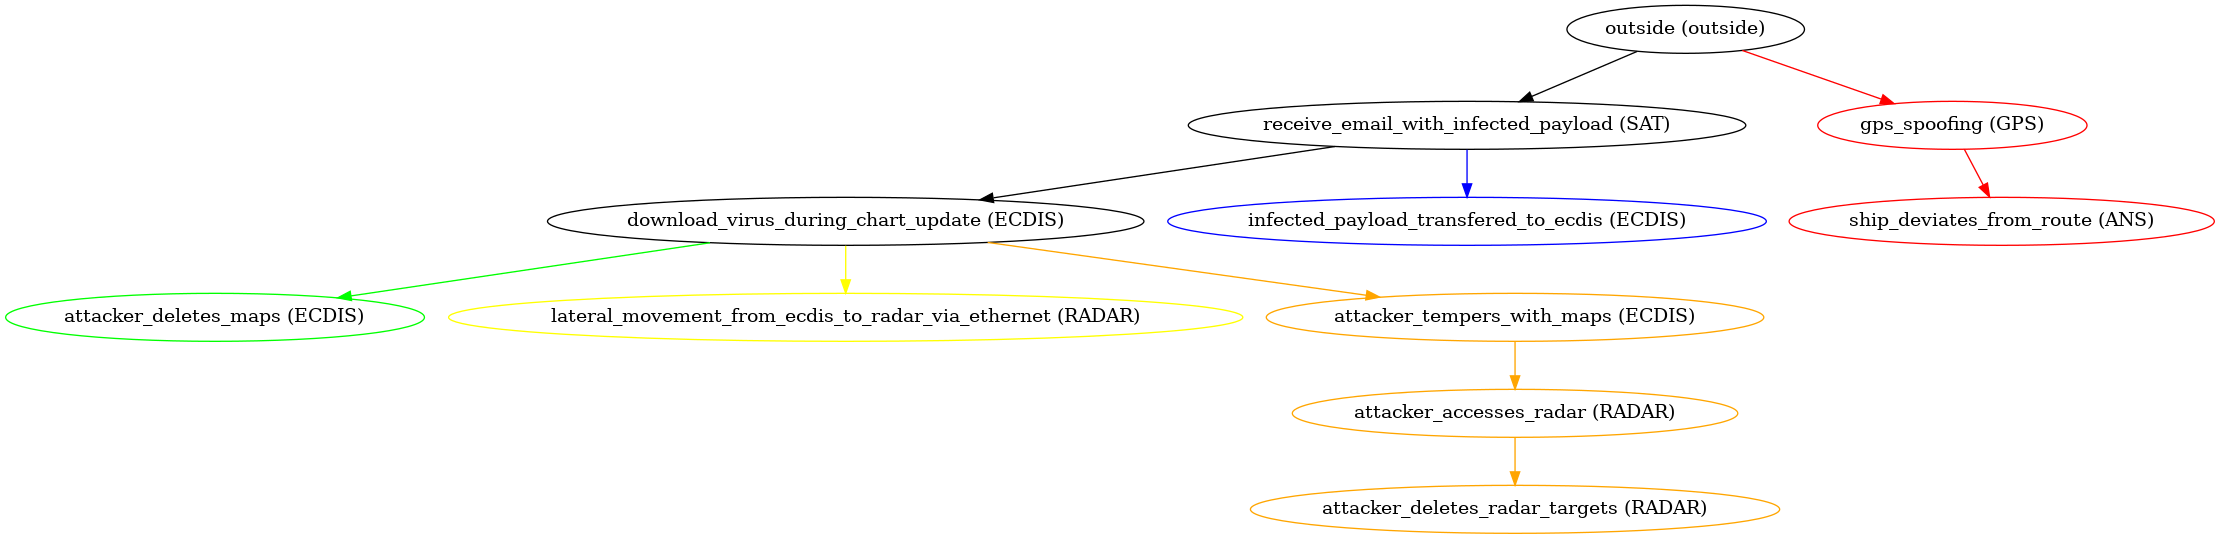 outside (outside)
receive_email_with_infected_payload (SAT)
gps_spoofing (GPS)
download_virus_during_chart_update (ECDIS)
infected_payload_transfered_to_ecdis (ECDIS)
ship_deviates_from_route (ANS)
attacker_deletes_maps (ECDIS)
lateral_movement_from_ecdis_to_radar_via_ethernet (RADAR)
attacker_tempers_with_maps (ECDIS)
attacker_accesses_radar (RADAR)
attacker_deletes_radar_targets (RADAR)